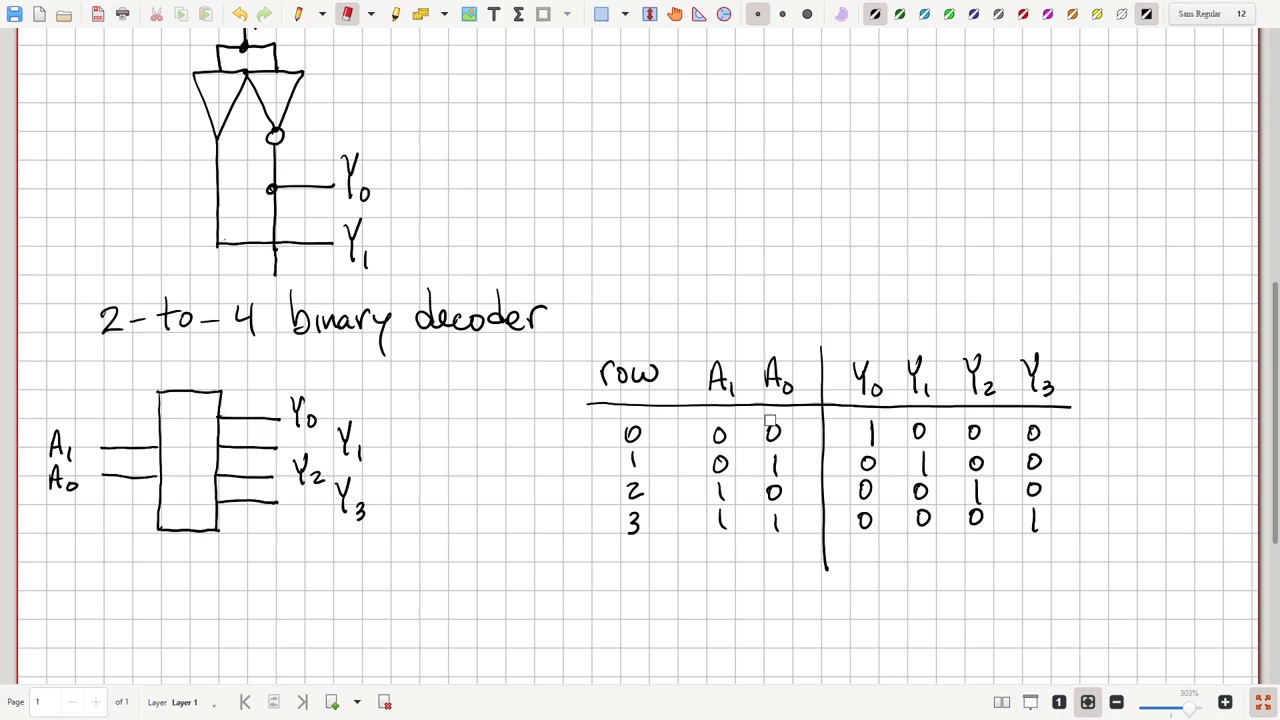 Sans Regular 12
Y0
Y1
2-to-4 binary decoder
row A1 A0 Y0 Y1 Y2 Y3
0 0 0 1 0 0 0
1 0 1 0 1 0 0
2 1 0 0 0 1 0
3 1 1 0 0 0 1
Y0
A1 Y1
A0 Y2
Y3
Page 1 of 1 Layer Layer 1 303%
1